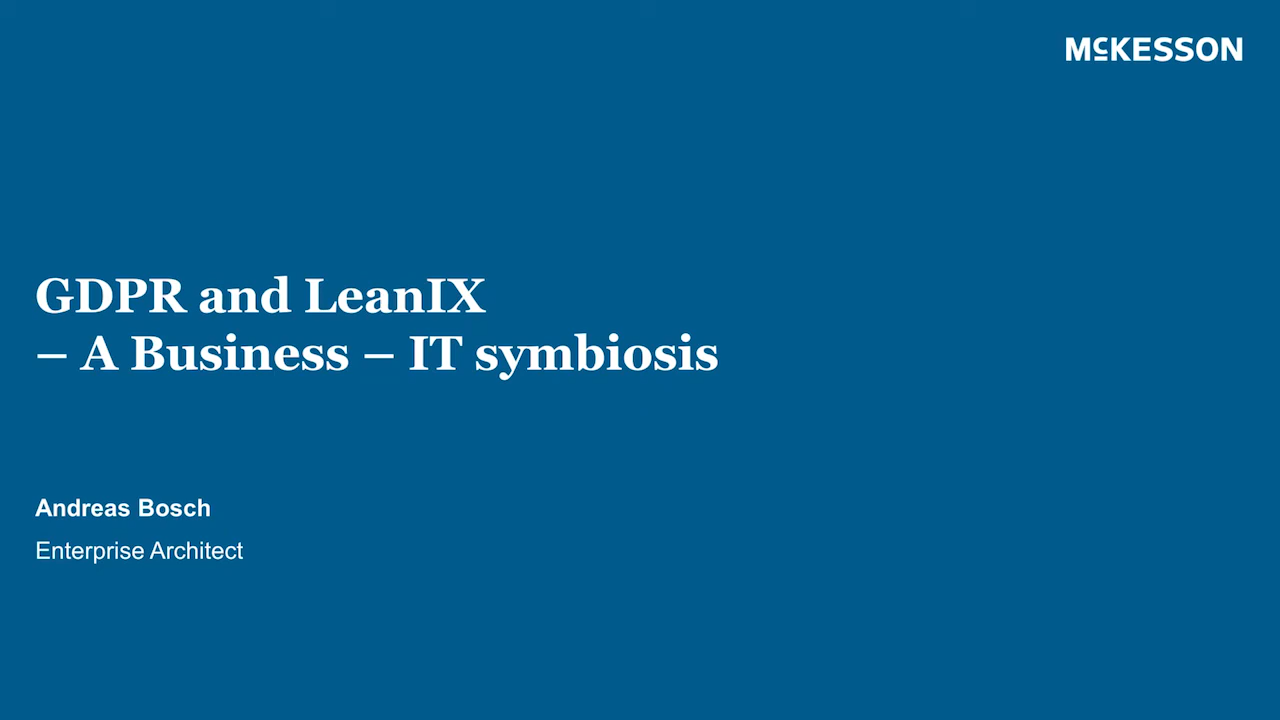 MCKESSON
GDPR and LeanIX
– A Business – IT symbiosis
Andreas Bosch
Enterprise Architect